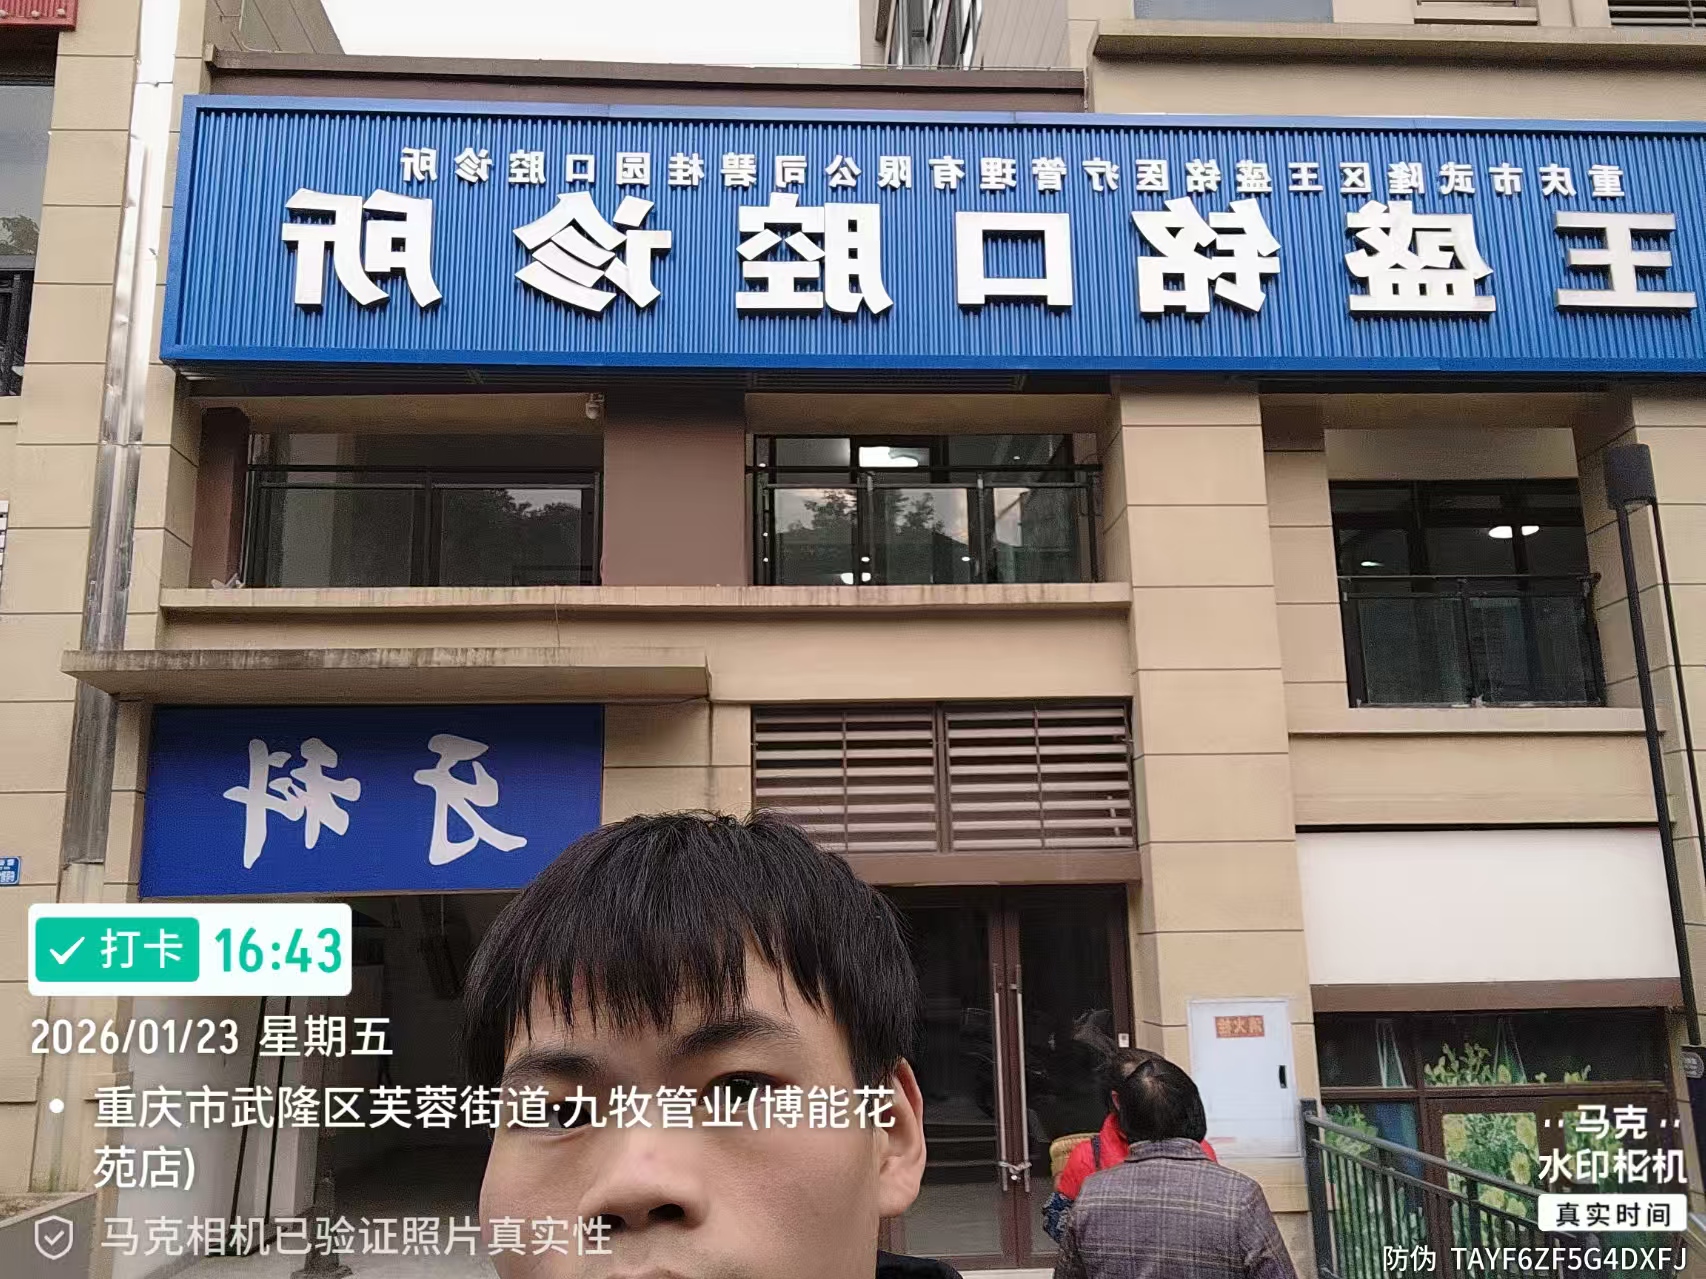 重庆市武隆区王盛铭医疗管理有限公司碧桂园口腔诊所
王盛铭口腔诊所
牙科
消火栓
打卡 16:43
2026/01/23 星期五
重庆市武隆区芙蓉街道·九牧管业(博能花
苑店)
马克相机已验证照片真实性
马克
水印相机
真实时间
防伪 TAYF6ZF5G4DXFJ